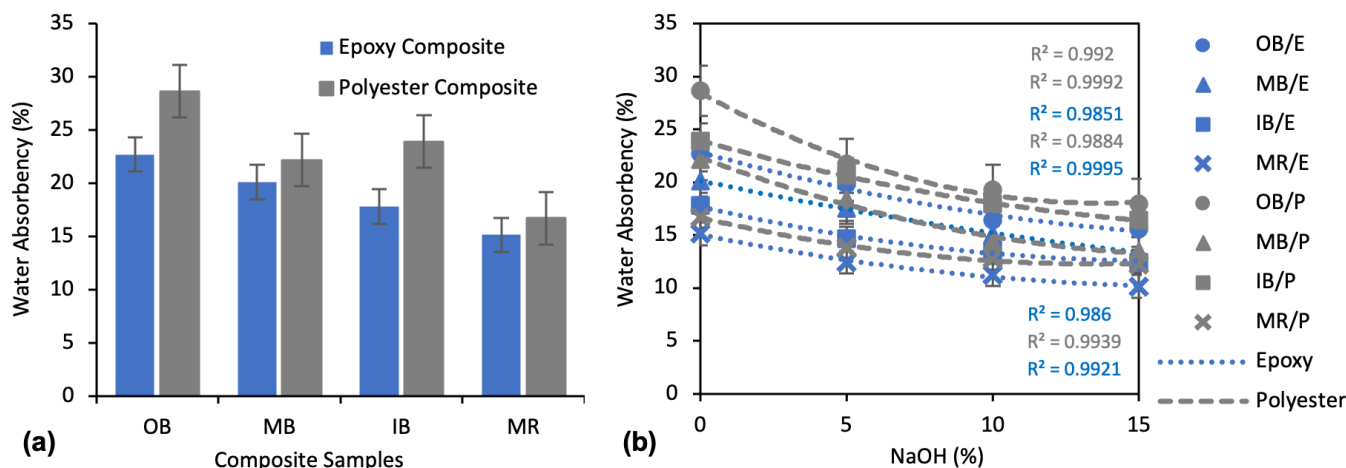 35
30
25
20
15
10
5
0
Water Absorbency (%)
Epoxy Composite
Polyester Composite
OB MB IB MR
Composite Samples
(a)
35
30
25
20
15
10
5
0
Water Absorbency (%)
R² = 0.992
R² = 0.9992
R² = 0.9851
R² = 0.9884
R² = 0.9995
R² = 0.986
R² = 0.9939
R² = 0.9921
0 5 10 15
NaOH (%)
(b)
OB/E
MB/E
IB/E
MR/E
OB/P
MB/P
IB/P
MR/P
Epoxy
Polyester